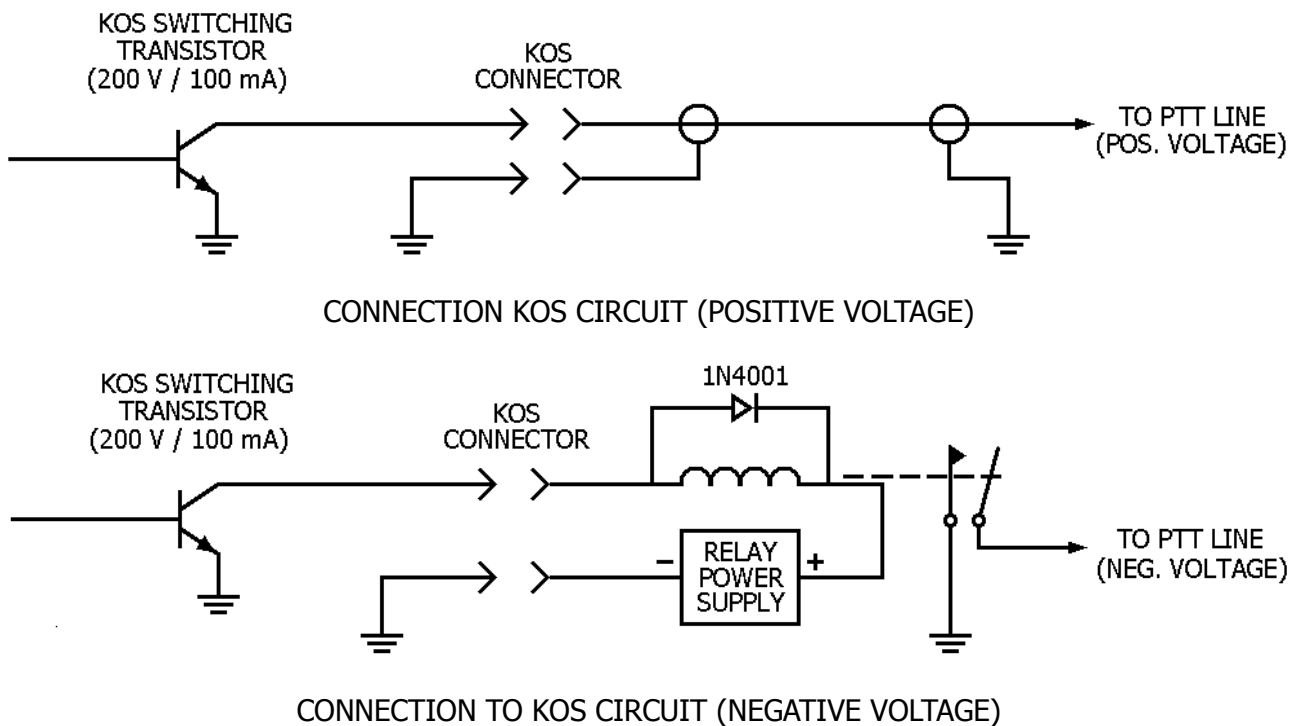 KOS SWITCHING
TRANSISTOR
(200 V / 100 mA)
KOS
CONNECTOR
TO PTT LINE
(POS. VOLTAGE)
CONNECTION KOS CIRCUIT (POSITIVE VOLTAGE)
KOS SWITCHING
TRANSISTOR
(200 V / 100 mA)
KOS
CONNECTOR
1N4001
- RELAY +
POWER
SUPPLY
TO PTT LINE
(NEG. VOLTAGE)
CONNECTION TO KOS CIRCUIT (NEGATIVE VOLTAGE)